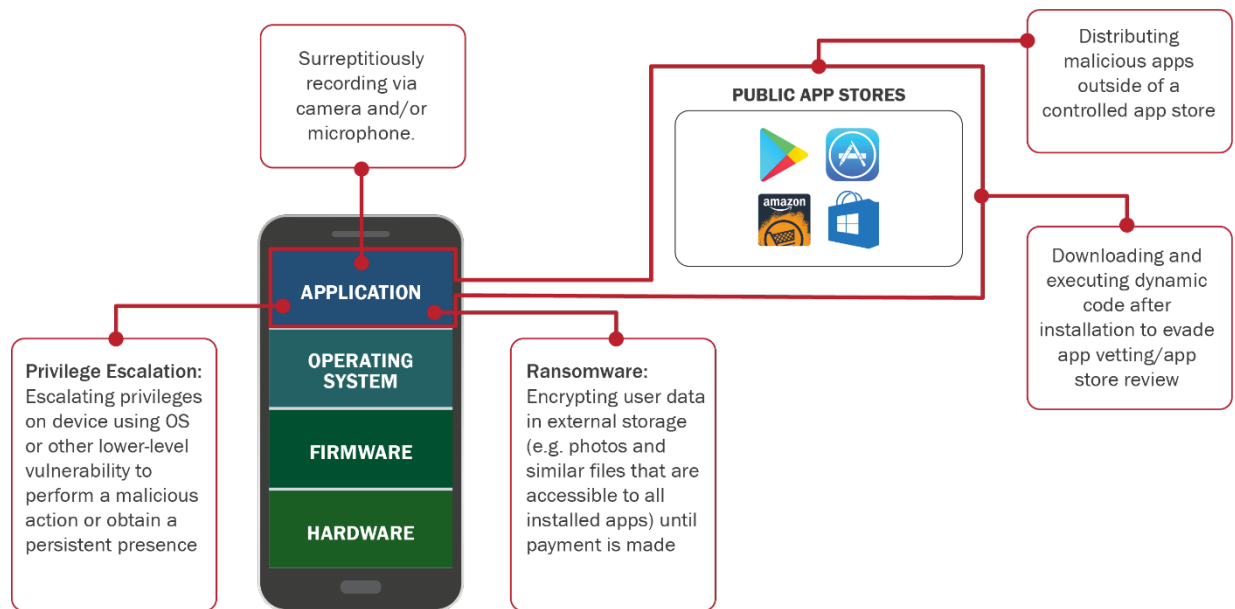 Surreptitiously
recording via
camera and/or
microphone.
PUBLIC APP STORES
amazon
Distributing
malicious apps
outside of a
controlled app store
Downloading and
executing dynamic
code after
installation to evade
app vetting/app
store review
APPLICATION
OPERATING
SYSTEM
FIRMWARE
HARDWARE
Privilege Escalation:
Escalating privileges
on device using OS
or other lower-level
vulnerability to
perform a malicious
action or obtain a
persistent presence
Ransomware:
Encrypting user data
in external storage
(e.g. photos and
similar files that are
accessible to all
installed apps) until
payment is made